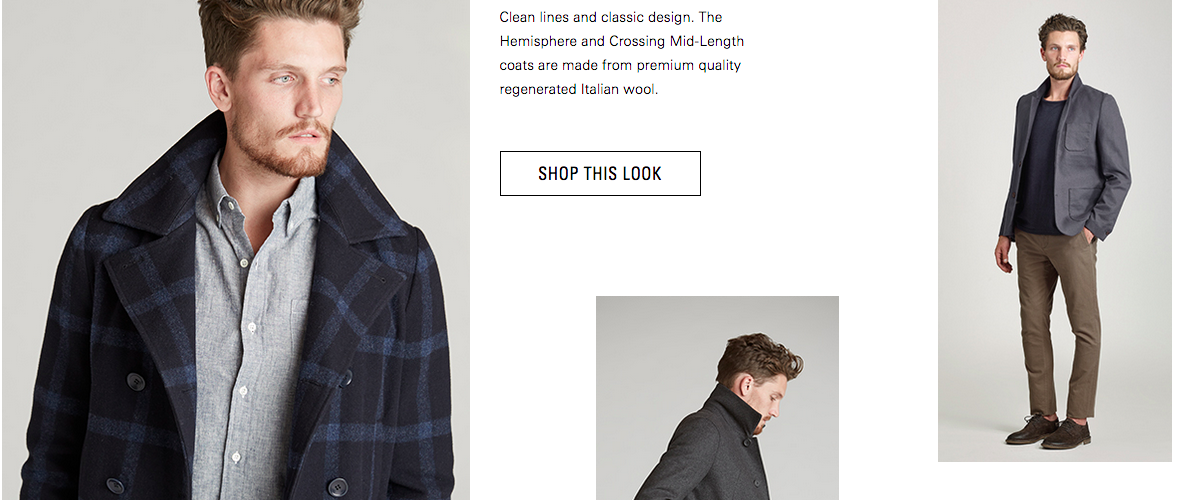 Clean lines and classic design. The
Hemisphere and Crossing Mid-Length
coats are made from premium quality
regenerated Italian wool.
SHOP THIS LOOK